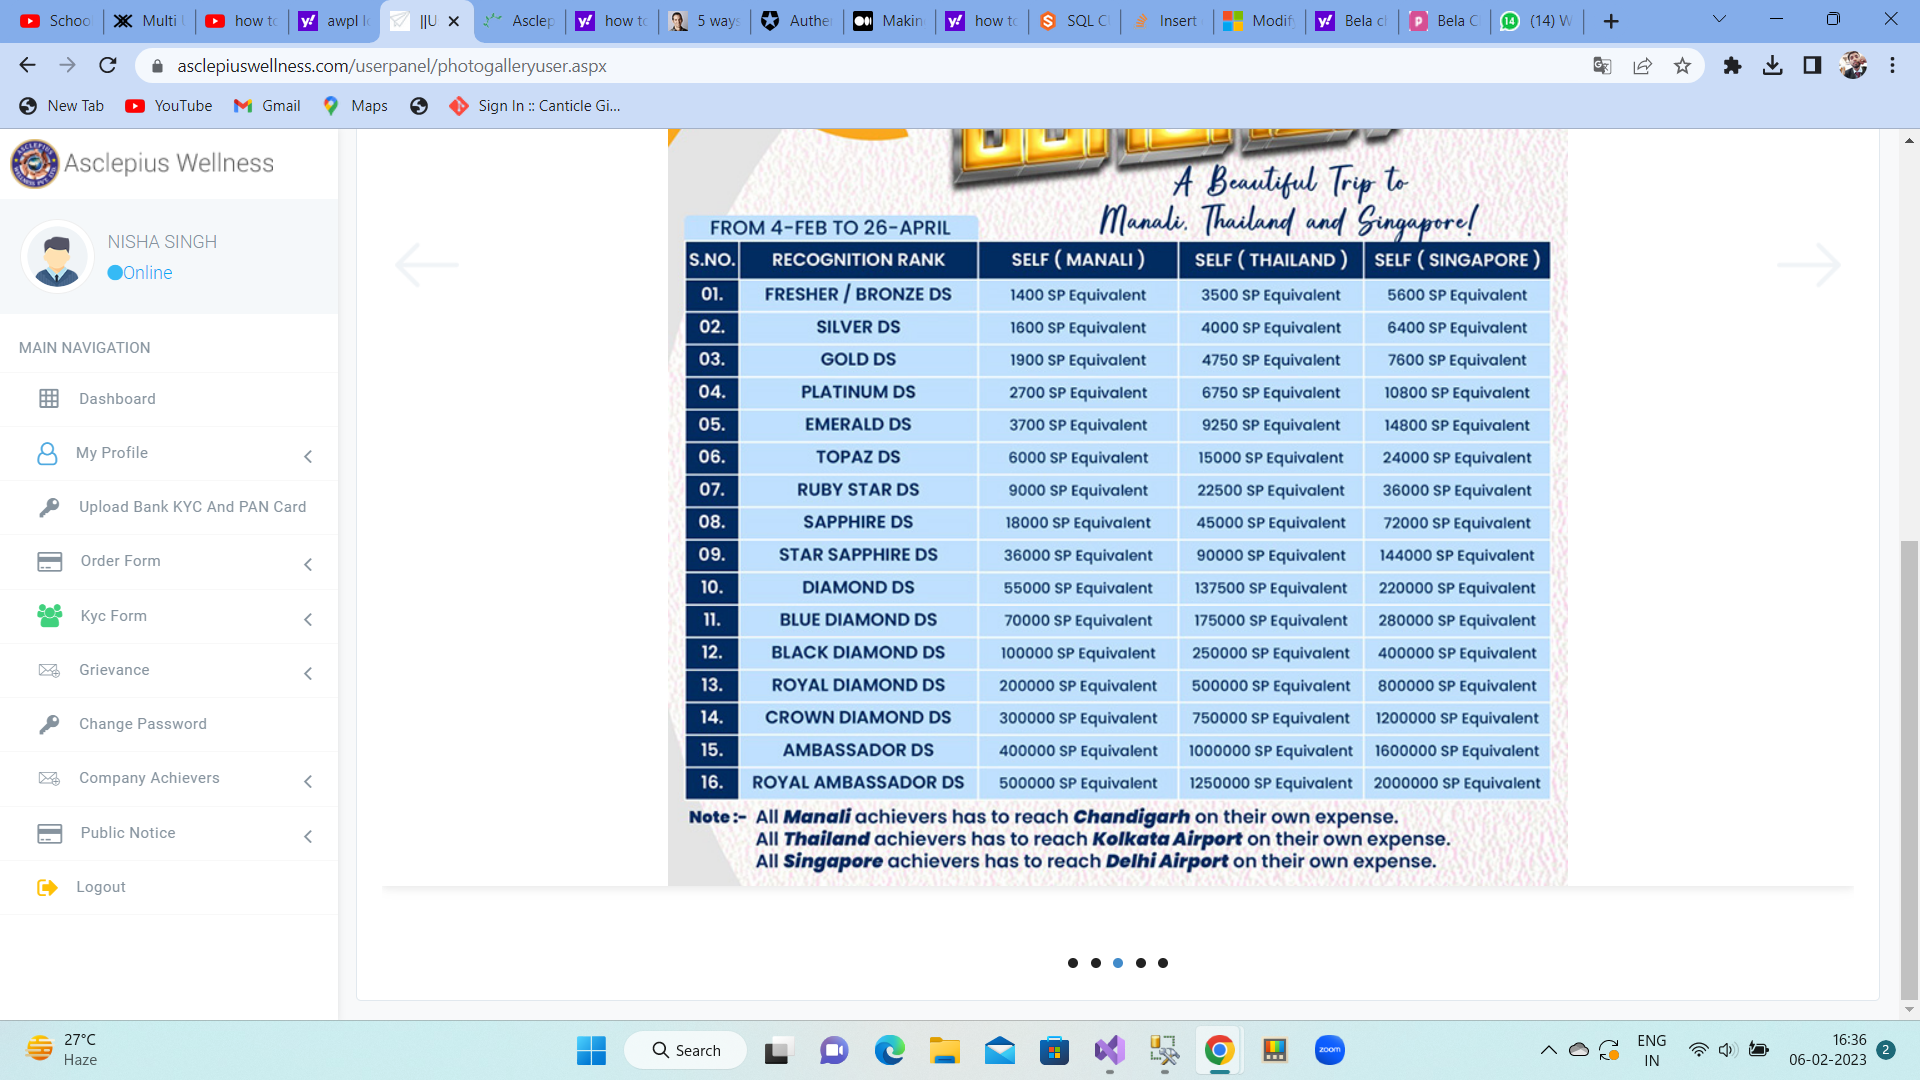 Schoo
Multi
how to
awpl lo
||U
Asclep
how to
5 ways
Authe
Makin
how to
SQL C
Insert
Modify
Bela c
Bela C
(14) W
asclepiuswellness.com/userpanel/photogalleryuser.aspx
New Tab YouTube Gmail Maps Sign In :: Canticle Gi...
Asclepius Wellness
NISHA SINGH
Online
MAIN NAVIGATION
Dashboard
My Profile
Upload Bank KYC And PAN Card
Order Form
Kyc Form
Grievance
Change Password
Company Achievers
Public Notice
Logout
A Beautiful Trip to
Manali, Thailand and Singapore!
FROM 4-FEB TO 26-APRIL
S.NO. RECOGNITION RANK SELF ( MANALI ) SELF ( THAILAND ) SELF ( SINGAPORE )
01. FRESHER / BRONZE DS 1400 SP Equivalent 3500 SP Equivalent 5600 SP Equivalent
02. SILVER DS 1600 SP Equivalent 4000 SP Equivalent 6400 SP Equivalent
03. GOLD DS 1900 SP Equivalent 4750 SP Equivalent 7600 SP Equivalent
04. PLATINUM DS 2700 SP Equivalent 6750 SP Equivalent 10800 SP Equivalent
05. EMERALD DS 3700 SP Equivalent 9250 SP Equivalent 14800 SP Equivalent
06. TOPAZ DS 6000 SP Equivalent 15000 SP Equivalent 24000 SP Equivalent
07. RUBY STAR DS 9000 SP Equivalent 22500 SP Equivalent 36000 SP Equivalent
08. SAPPHIRE DS 18000 SP Equivalent 45000 SP Equivalent 72000 SP Equivalent
09. STAR SAPPHIRE DS 36000 SP Equivalent 90000 SP Equivalent 144000 SP Equivalent
10. DIAMOND DS 55000 SP Equivalent 137500 SP Equivalent 220000 SP Equivalent
11. BLUE DIAMOND DS 70000 SP Equivalent 175000 SP Equivalent 280000 SP Equivalent
12. BLACK DIAMOND DS 100000 SP Equivalent 250000 SP Equivalent 400000 SP Equivalent
13. ROYAL DIAMOND DS 200000 SP Equivalent 500000 SP Equivalent 800000 SP Equivalent
14. CROWN DIAMOND DS 300000 SP Equivalent 750000 SP Equivalent 1200000 SP Equivalent
15. AMBASSADOR DS 400000 SP Equivalent 1000000 SP Equivalent 1600000 SP Equivalent
16. ROYAL AMBASSADOR DS 500000 SP Equivalent 1250000 SP Equivalent 2000000 SP Equivalent
Note:- All Manali achievers has to reach Chandigarh on their own expense.
All Thailand achievers has to reach Kolkata Airport on their own expense.
All Singapore achievers has to reach Delhi Airport on their own expense.
27°C
Haze
Search
zoom
ENG
IN
16:36
06-02-2023
2